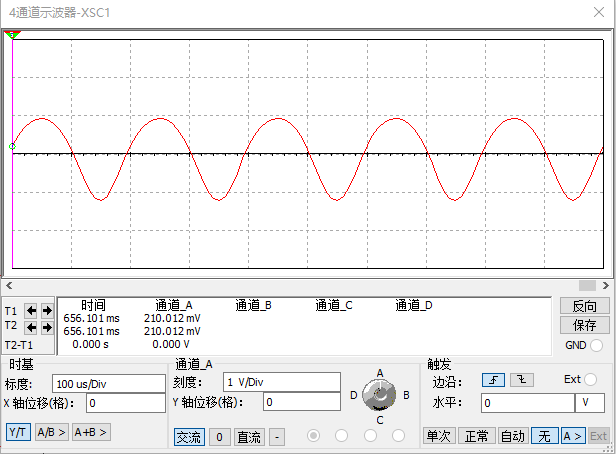 4通道示波器-XSC1
时间 通道_A 通道_B 通道_C 通道_D
T1 656.101 ms 210.012 mV
T2 656.101 ms 210.012 mV
T2-T1 0.000 s 0.000 V
反向
保存
GND
时基
标度: 100 us/Div
X 轴位移(格): 0
Y/T A/B > A+B >
通道_A
刻度: 1 V/Div
Y 轴位移(格): 0
交流 0 直流 -
A
D B
C
触发
边沿: Ext
水平: 0 V
单次 正常 自动 无 A > Ext